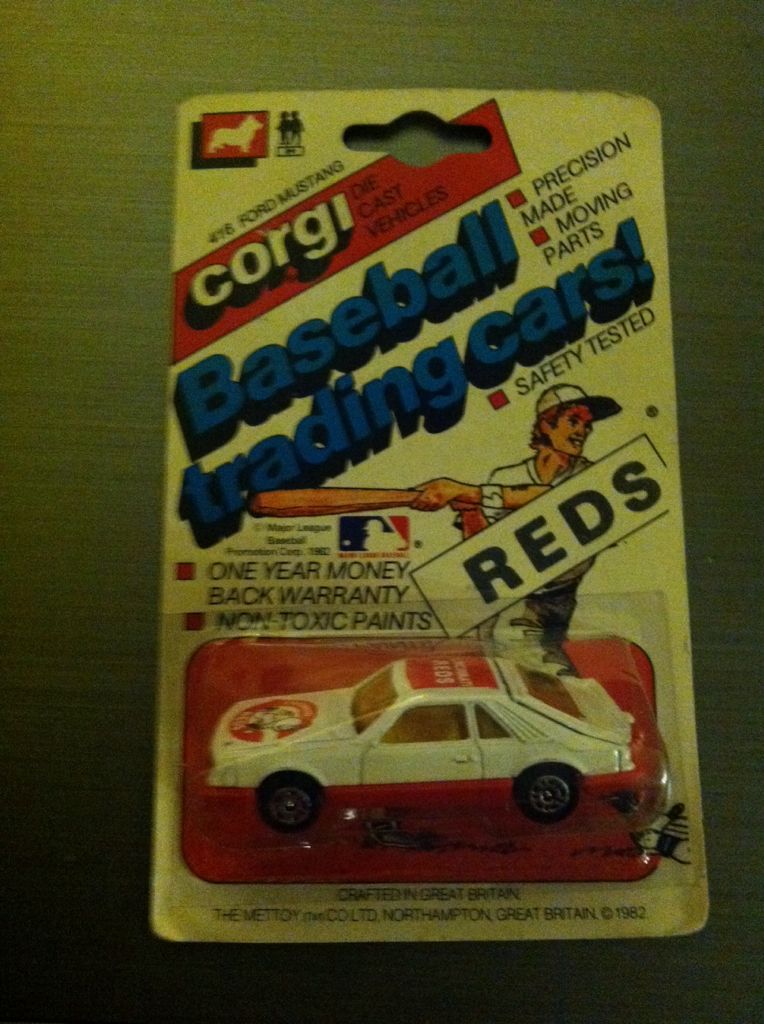 416 FORD MUSTANG
corgi
DIE
CAST
VEHICLES
PRECISION
MADE
MOVING
PARTS
Baseball
trading cars!
SAFETY TESTED
REDS
© Major League
Baseball
Promotion Corp. 1982
®
ONE YEAR MONEY
BACK WARRANTY
NON-TOXIC PAINTS
REDS
CRAFTED IN GREAT BRITAIN.
THE METTOY CO LTD, NORTHAMPTON, GREAT BRITAIN. © 1982